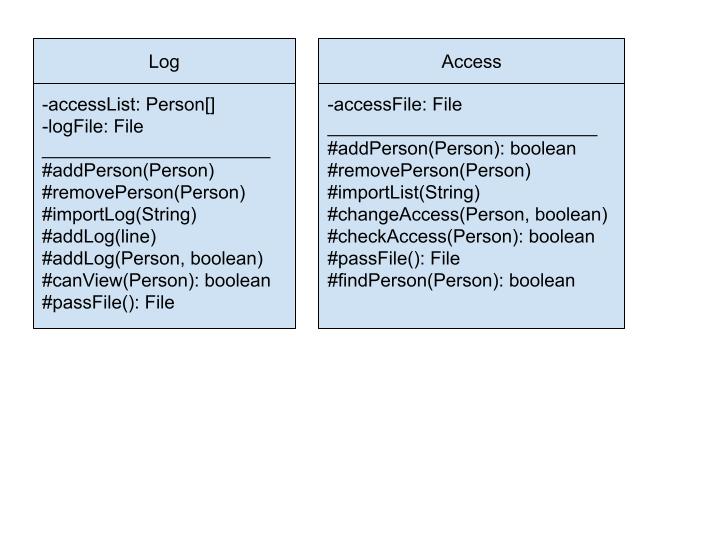 Log
-accessList: Person[]
-logFile: File
#addPerson(Person)
#removePerson(Person)
#importLog(String)
#addLog(line)
#addLog(Person, boolean)
#canView(Person): boolean
#passFile(): File
Access
-accessFile: File
#addPerson(Person): boolean
#removePerson(Person)
#importList(String)
#changeAccess(Person, boolean)
#checkAccess(Person): boolean
#passFile(): File
#findPerson(Person): boolean